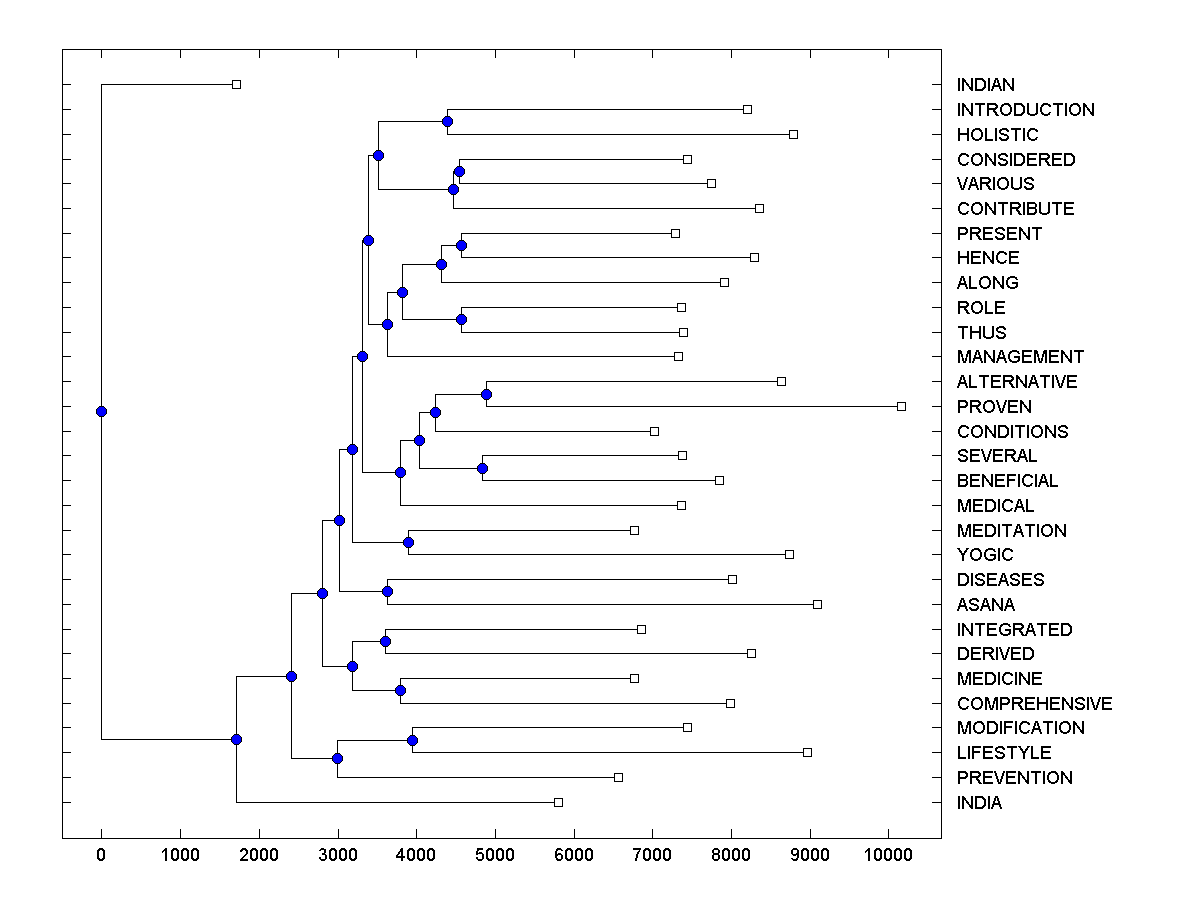 INDIAN
INTRODUCTION
HOLISTIC
CONSIDERED
VARIOUS
CONTRIBUTE
PRESENT
HENCE
ALONG
ROLE
THUS
MANAGEMENT
ALTERNATIVE
PROVEN
CONDITIONS
SEVERAL
BENEFICIAL
MEDICAL
MEDITATION
YOGIC
DISEASES
ASANA
INTEGRATED
DERIVED
MEDICINE
COMPREHENSIVE
MODIFICATION
LIFESTYLE
PREVENTION
INDIA
0 1000 2000 3000 4000 5000 6000 7000 8000 9000 10000